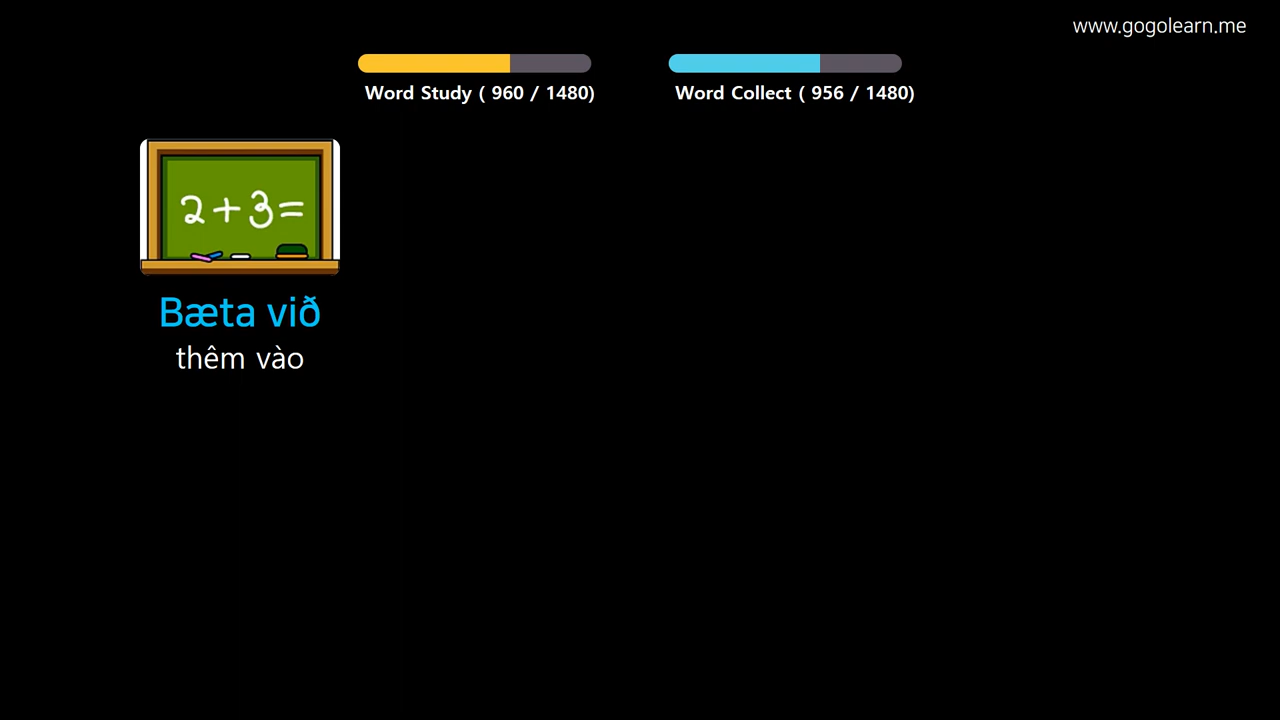 www.gogolearn.me
Word Study ( 960 / 1480)
Word Collect ( 956 / 1480)
2+3=
Bæta við
thêm vào